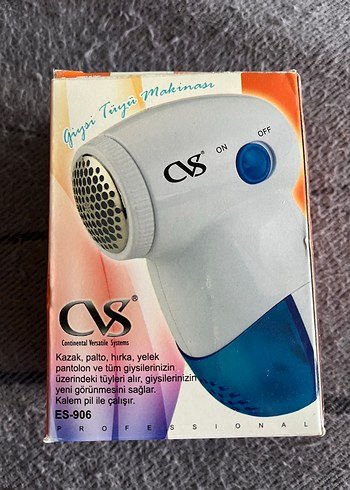 Giysi Tüyü Makinası
ON
OFF
CVS®
CVS®
Continental Versatile Systems
Kazak, palto, hırka, yelek
pantolon ve tüm giysilerinizin
üzerindeki tüyleri alır, giysilerinizin
yeni görünmesini sağlar.
Kalem pil ile çalışır.
ES-906
PROFESSIONAL